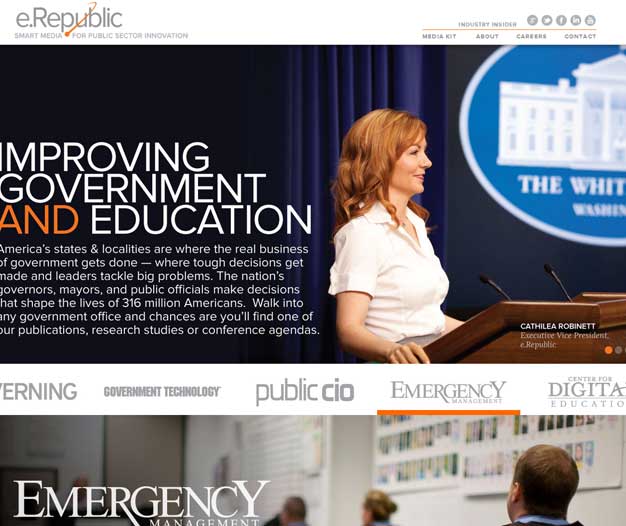 e.Republic
SMART MEDIA FOR PUBLIC SECTOR INNOVATION
INDUSTRY INSIDER
MEDIA KIT ABOUT CAREERS CONTACT
IMPROVING
GOVERNMENT
AND EDUCATION
America's states & localities are where the real business
of government gets done — where tough decisions get
made and leaders tackle big problems. The nation's
governors, mayors, and public officials make decisions
that shape the lives of 316 million Americans. Walk into
any government office and chances are you'll find one of
our publications, research studies or conference agendas.
THE WHIT
WASHIN
CATHILEA ROBINETT
Executive Vice President,
e.Republic
VERNING
GOVERNMENT TECHNOLOGY
public cio
EMERGENCY
MANAGEMENT
CENTER FOR
DIGITA
EDUCATIO
EMERGENCY
MANAGEMENT